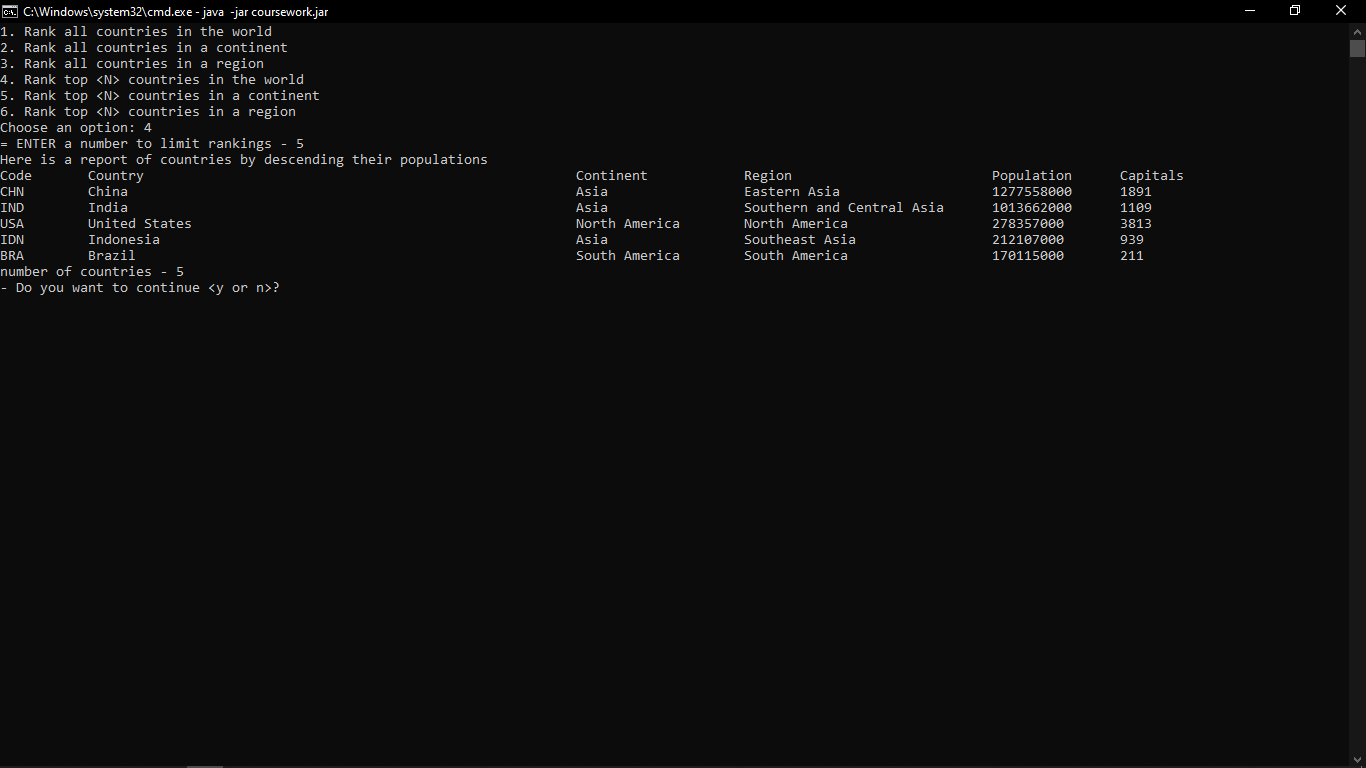 C:\Windows\system32\cmd.exe - java  -jar coursework.jar
1. Rank all countries in the world
2. Rank all countries in a continent
3. Rank all countries in a region
4. Rank top <N> countries in the world
5. Rank top <N> countries in a continent
6. Rank top <N> countries in a region
Choose an option: 4
= ENTER a number to limit rankings - 5
Here is a report of countries by descending their populations
Code Country Continent Region Population Capitals
CHN China Asia Eastern Asia 1277558000 1891
IND India Asia Southern and Central Asia 1013662000 1109
USA United States North America North America 278357000 3813
IDN Indonesia Asia Southeast Asia 212107000 939
BRA Brazil South America South America 170115000 211
number of countries - 5
- Do you want to continue <y or n>?